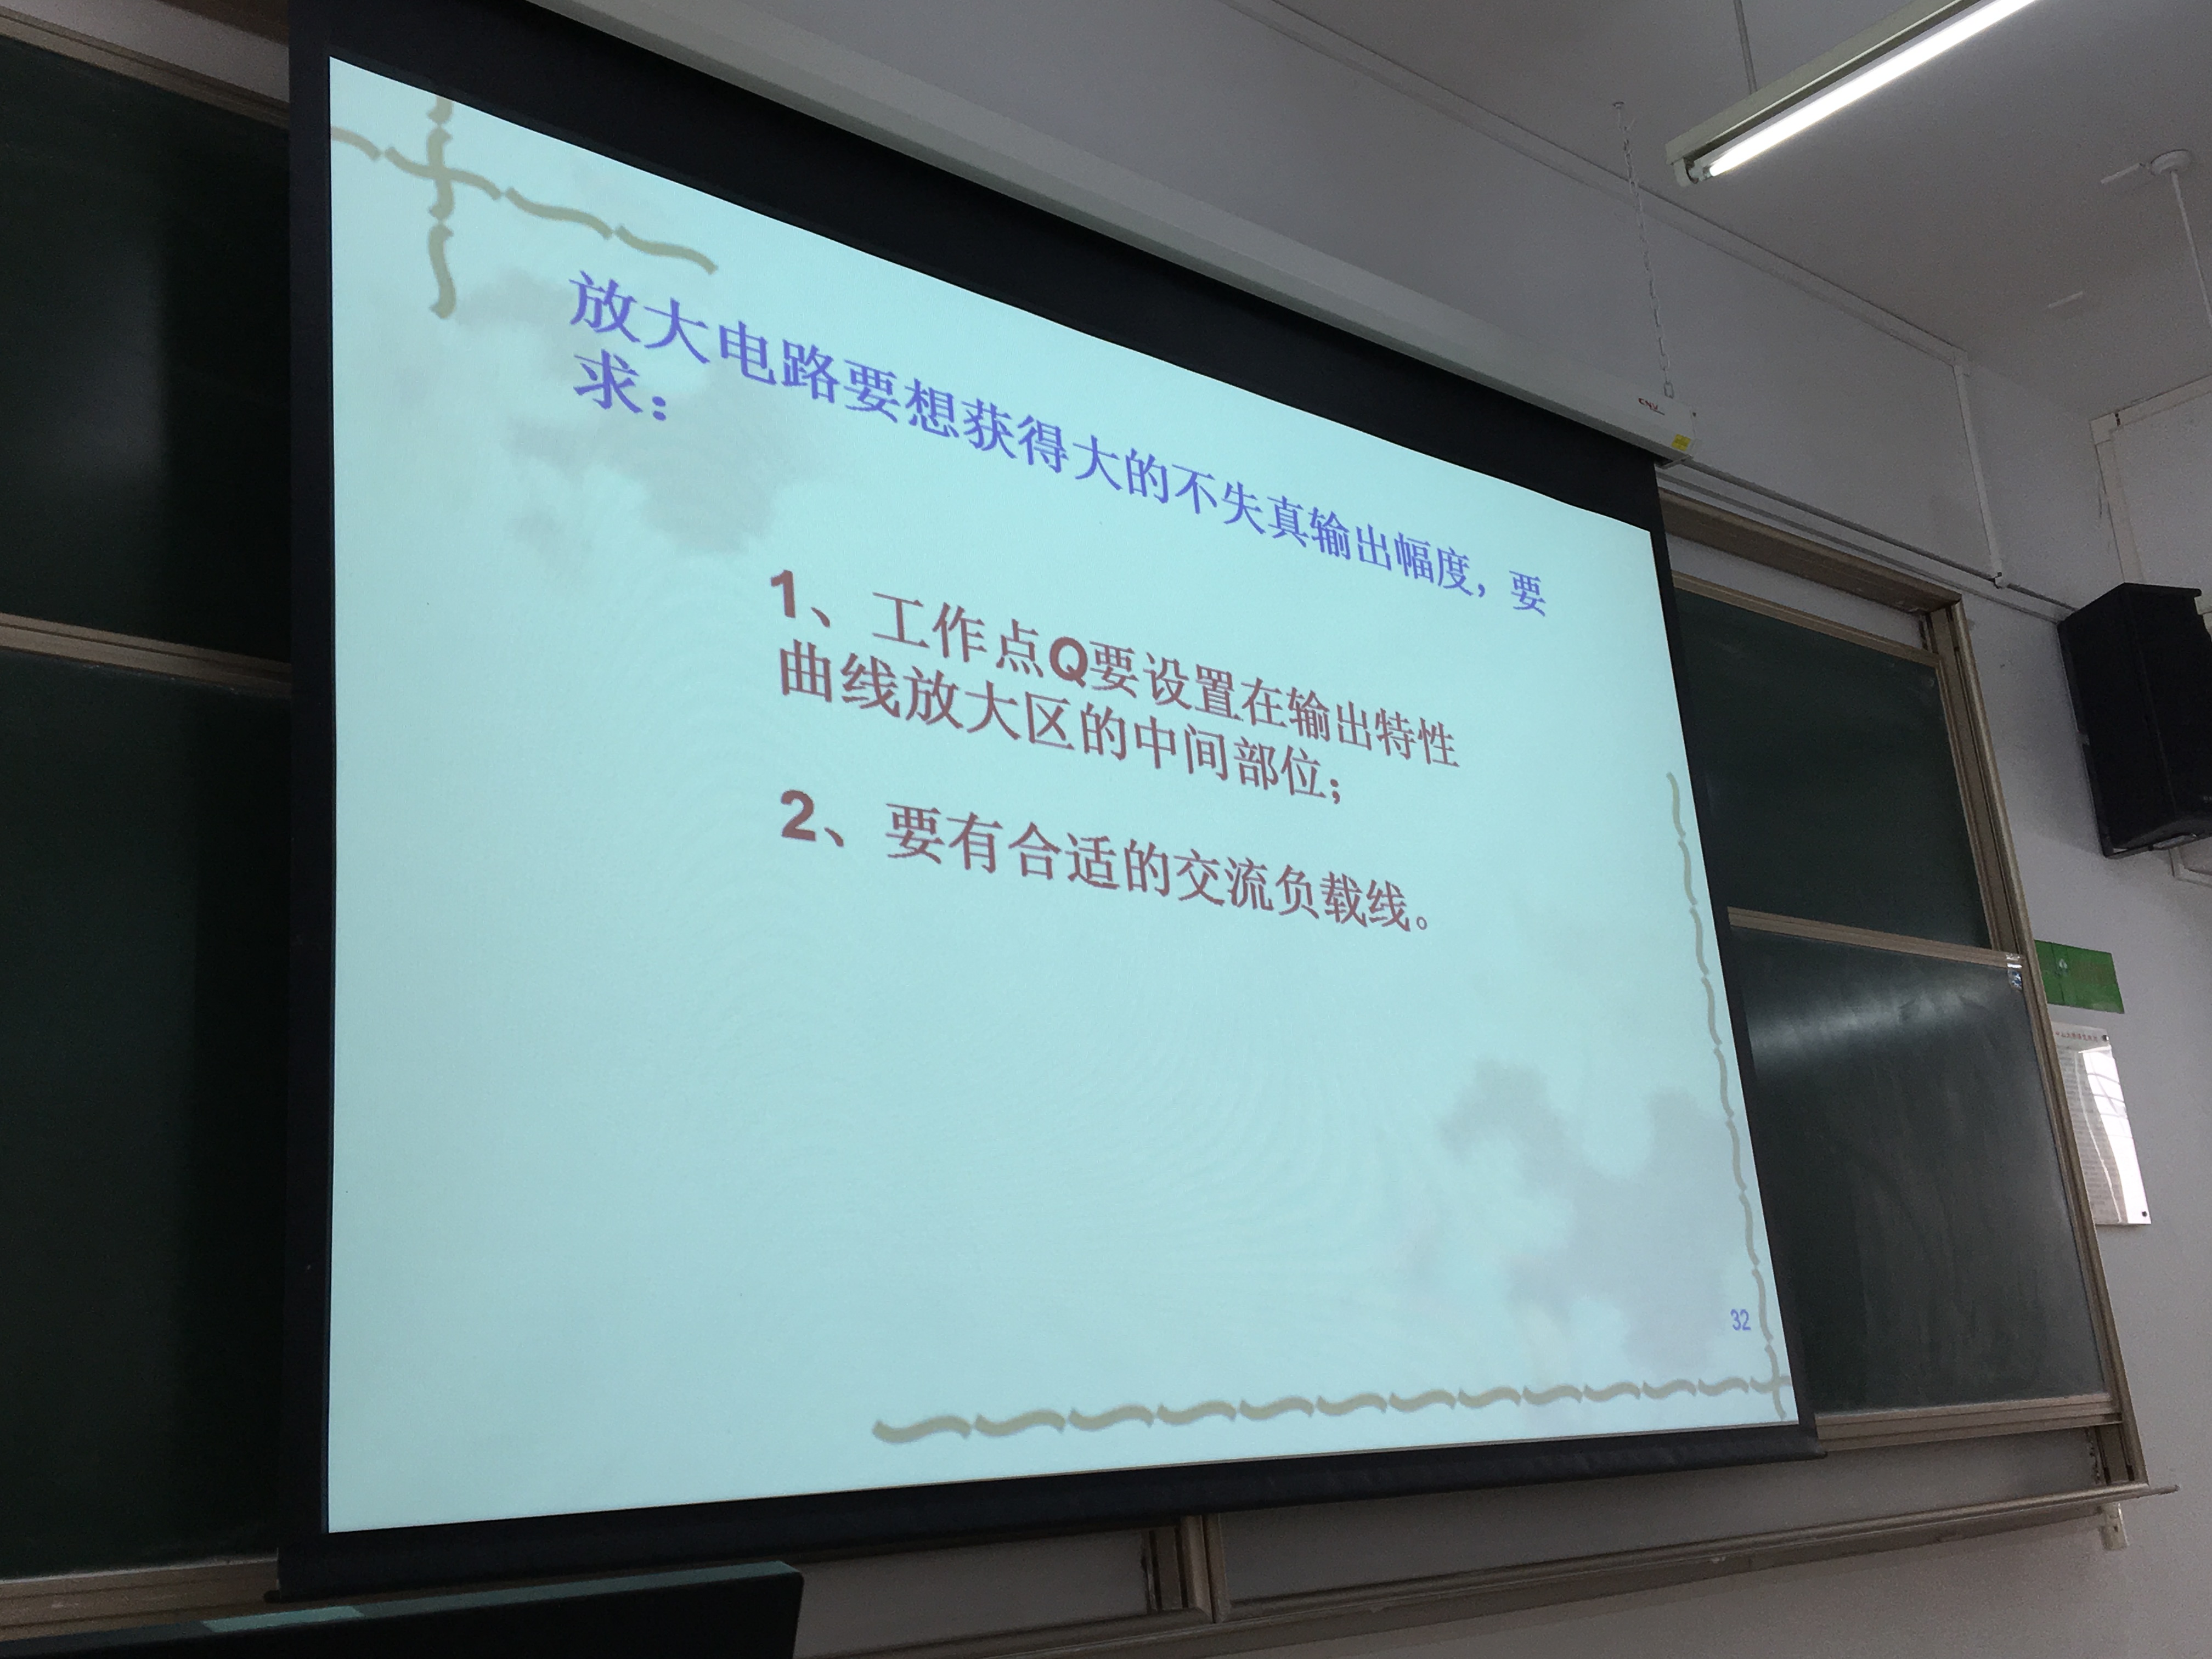 放大电路要想获得大的不失真输出幅度，要
求：
1、工作点Q要设置在输出特性
曲线放大区的中间部位；
2、要有合适的交流负载线。
32